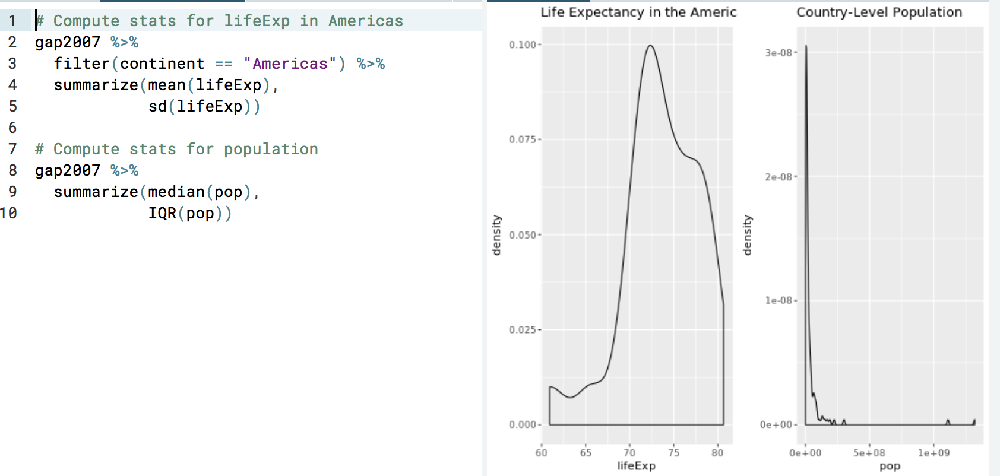 1 # Compute stats for lifeExp in Americas
2 gap2007 %>%
3   filter(continent == "Americas") %>%
4   summarize(mean(lifeExp),
5             sd(lifeExp))
6
7 # Compute stats for population
8 gap2007 %>%
9   summarize(median(pop),
10            IQR(pop))
Life Expectancy in the Americ
0.100
0.075
0.050
0.025
0.000
density
60 65 70 75 80
lifeExp
Country-Level Population
3e-08
2e-08
1e-08
0e+00
density
0e+00 5e+08 1e+09
pop